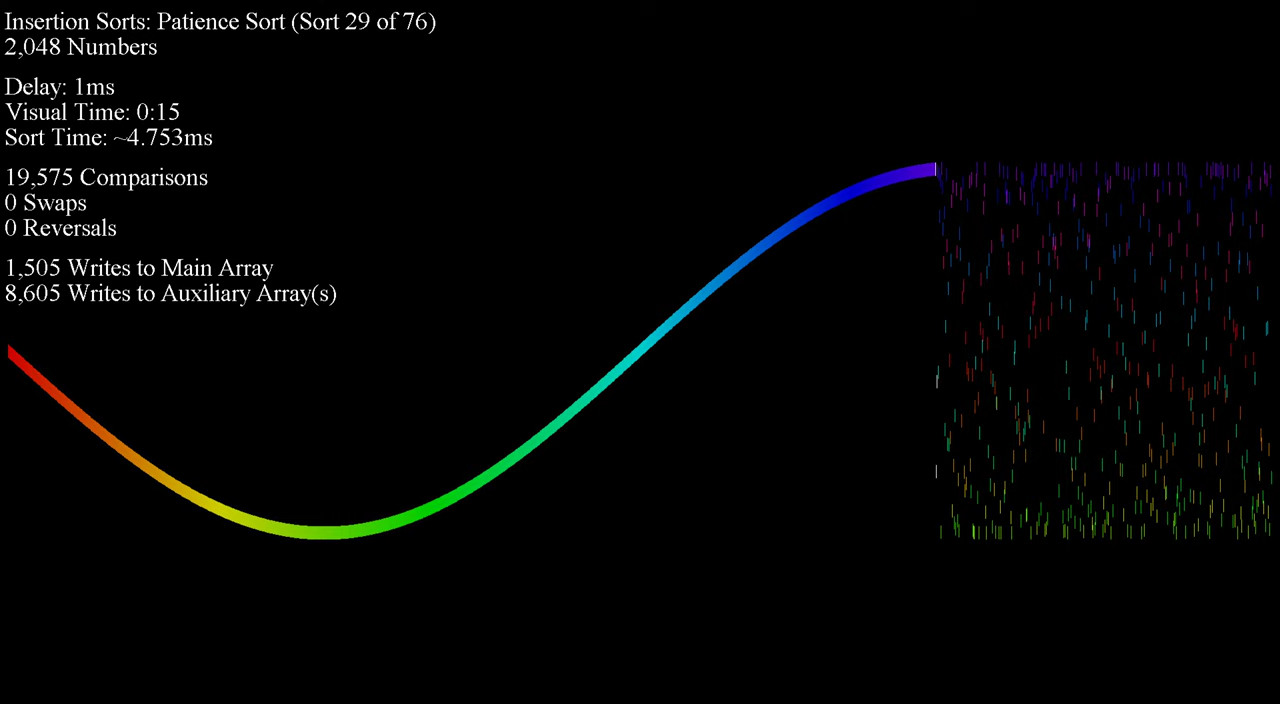 Insertion Sorts: Patience Sort (Sort 29 of 76)
2,048 Numbers
Delay: 1ms
Visual Time: 0:15
Sort Time: ~4.753ms
19,575 Comparisons
0 Swaps
0 Reversals
1,505 Writes to Main Array
8,605 Writes to Auxiliary Array(s)